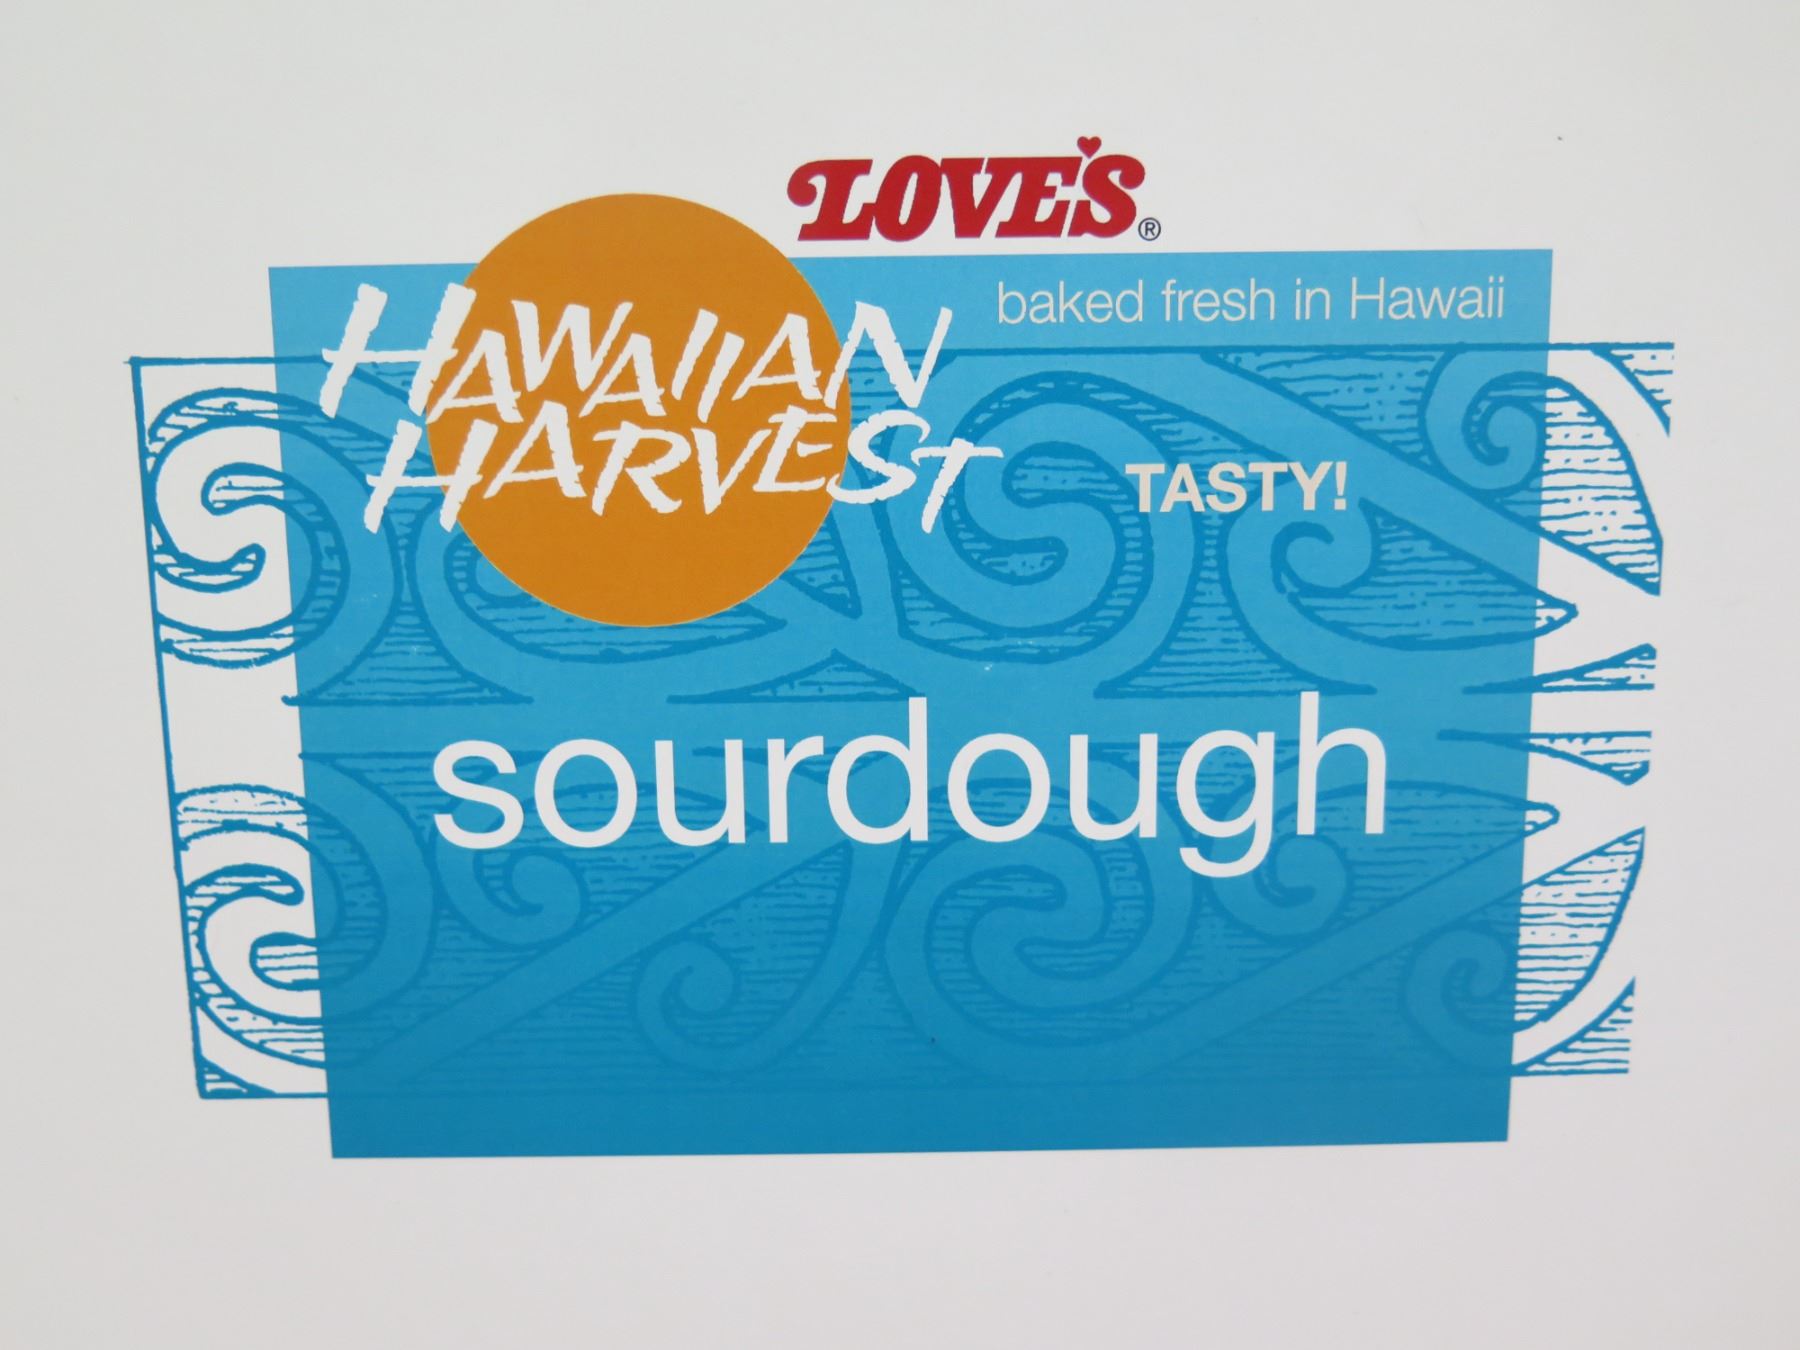 LOVE'S®
baked fresh in Hawaii
HAWAIIAN
HARVEST
TASTY!
sourdough